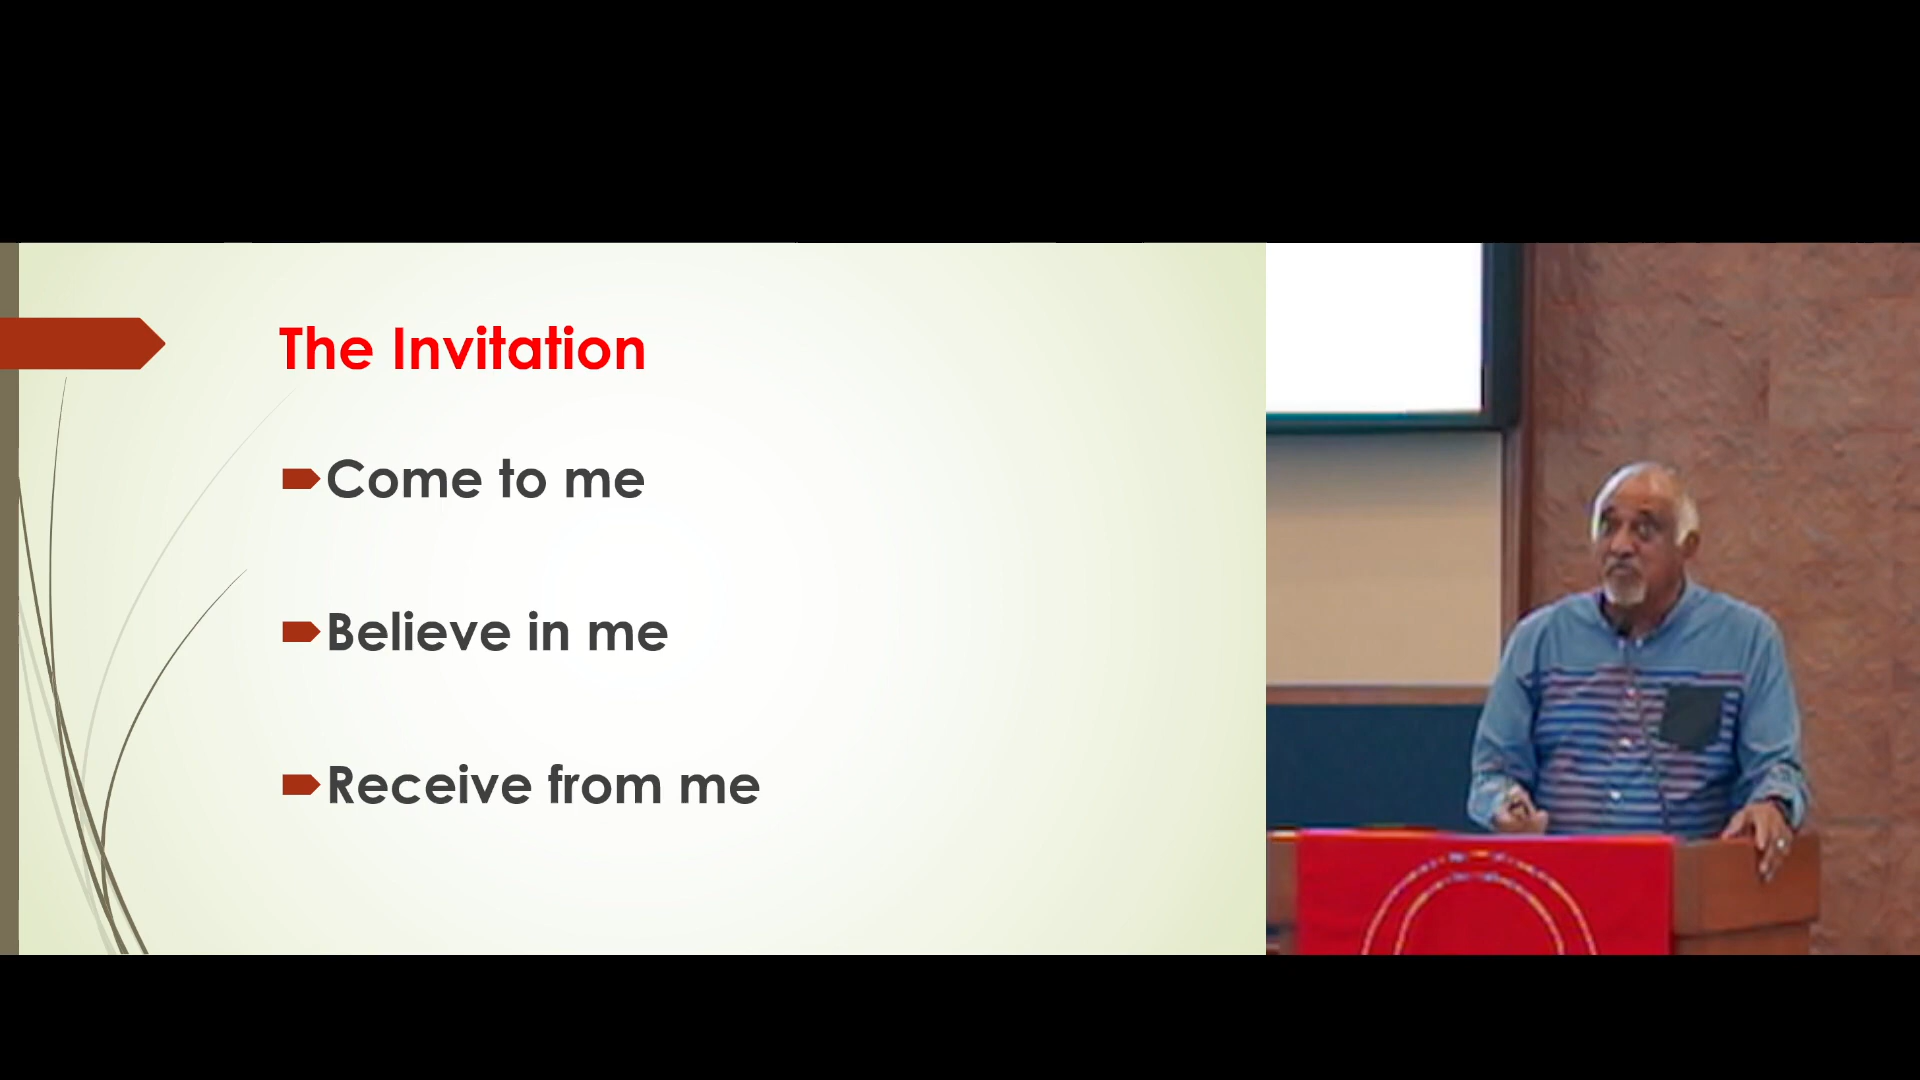 The Invitation
Come to me
Believe in me
Receive from me